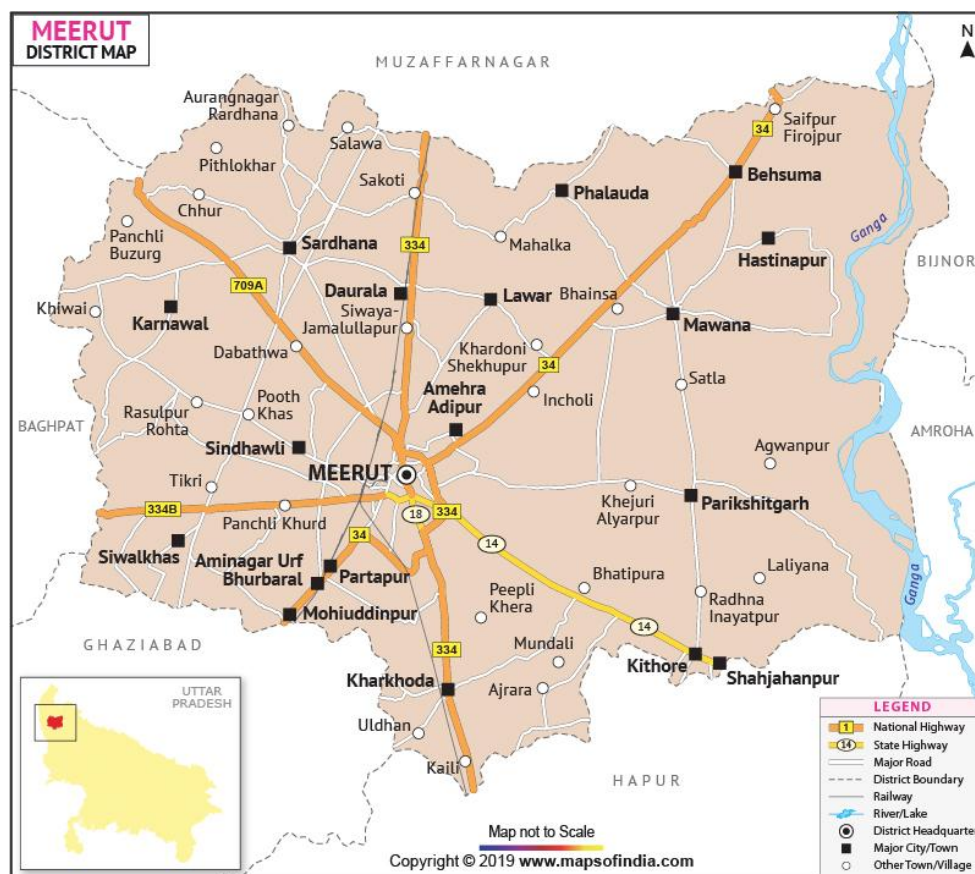 MEERUT
DISTRICT MAP
N
MUZAFFARNAGAR
Aurangnagar
Rardhana
Salawa
Pithlokhar
Saifpur
Firojpur
34
Behsuma
Sakoti
Chhur
Phalauda
Panchli
Buzurg
Sardhana
334
Mahalka
Hastinapur
Ganga
BIJNOR
709A
Daurala
Lawar
Bhainsa
Khiwai
Karnawal
Siwaya-
Jamalullapur
Mawana
Dabathwa
Khardoni
Shekhupur
34
Amehra
Adipur
Incholi
Satla
Rasulpur
Rohta
Pooth
Khas
BAGHPAT
AMROHA
Sindhawli
Agwanpur
MEERUT
Tikri
Khejuri
Alyarpur
Parikshitgarh
334B
Panchli Khurd
18
334
34
14
Siwalkhas
Aminagar Urf
Bhurbaral
Partapur
Bhatipura
Laliyana
Ganga
Peepli
Khera
Radhna
Inayatpur
Mohiuddinpur
14
GHAZIABAD
Mundali
334
Kithore
Shahjahanpur
Kharkhoda
Ajrara
Uldhan
Kaili
HAPUR
UTTAR
PRADESH
LEGEND
1 National Highway
14 State Highway
Major Road
District Boundary
Railway
River/Lake
District Headquarter
Major City/Town
Other Town/Village
Map not to Scale
Copyright © 2019 www.mapsofindia.com